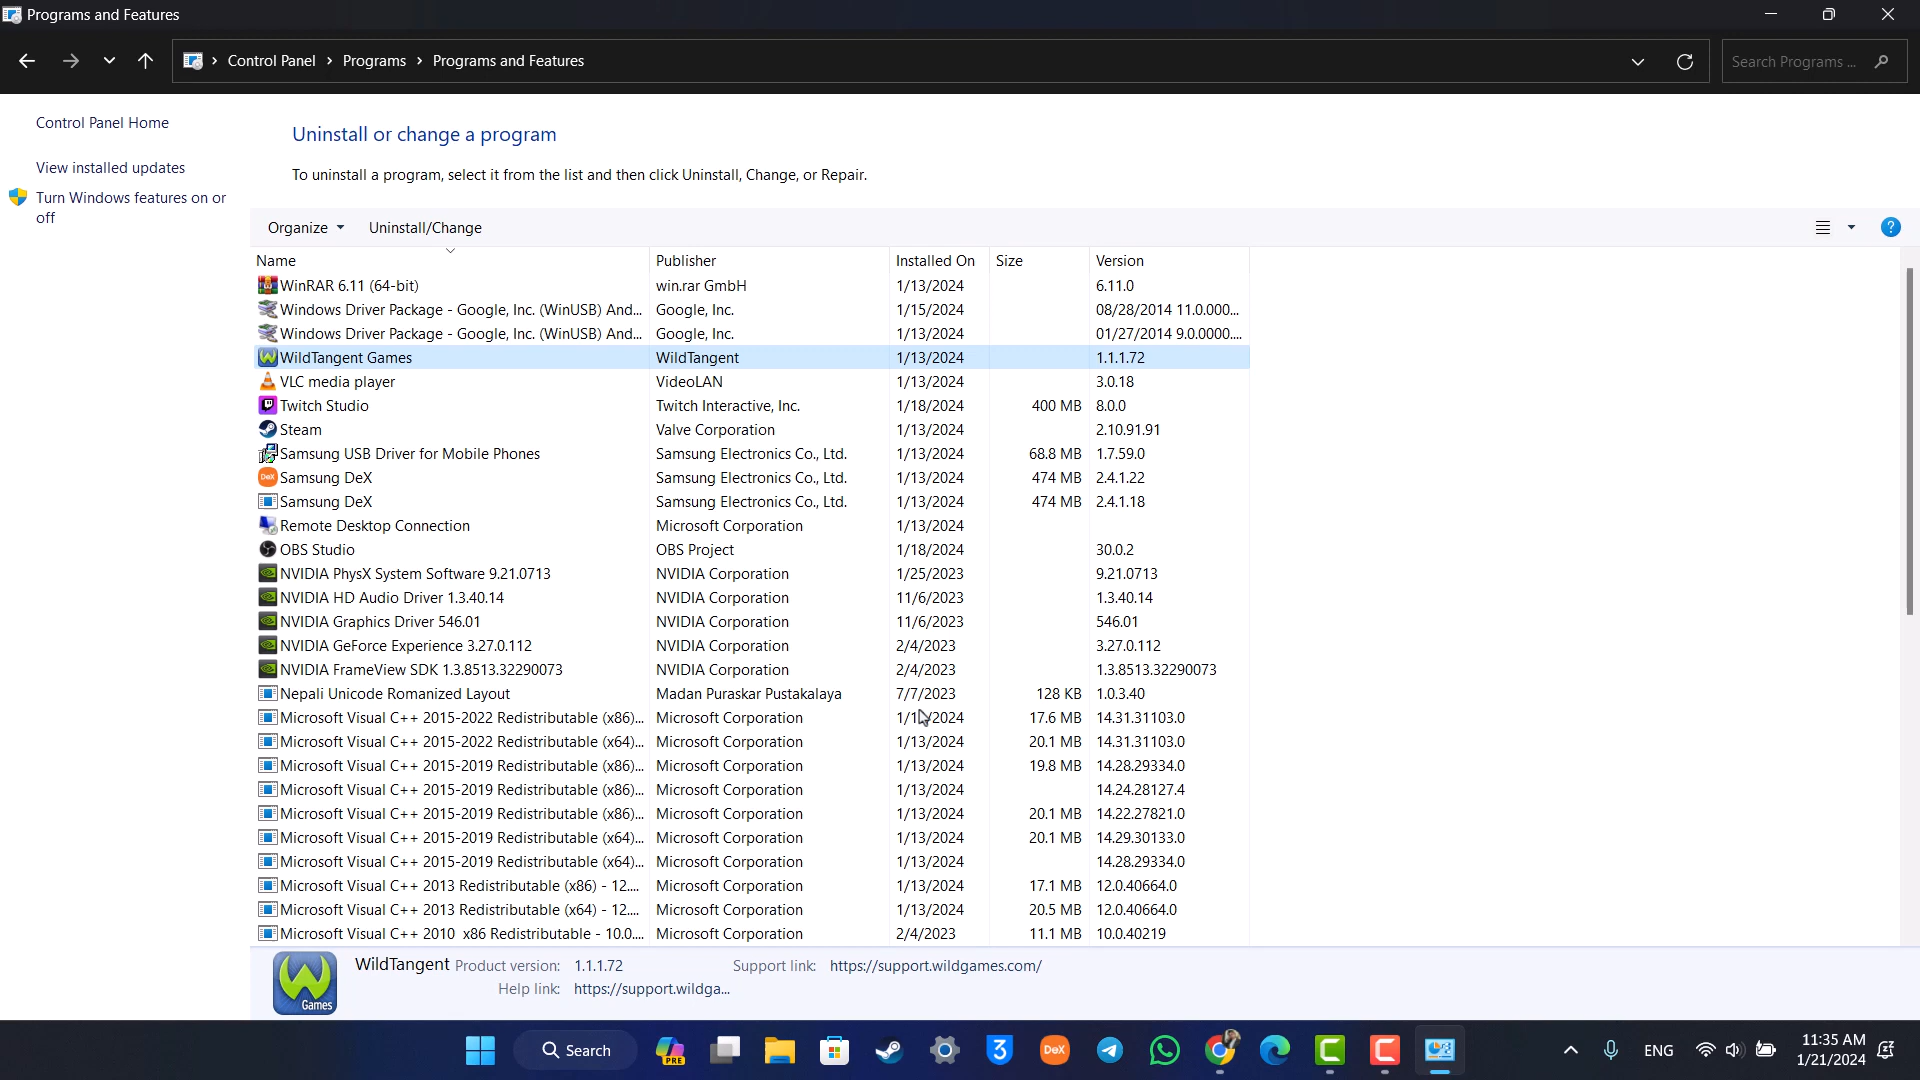 Programs and Features
Control Panel > Programs > Programs and Features
Search Programs ...
Control Panel Home
View installed updates
Turn Windows features on or
off
Uninstall or change a program
To uninstall a program, select it from the list and then click Uninstall, Change, or Repair.
Organize Uninstall/Change
Name Publisher Installed On Size Version
WinRAR 6.11 (64-bit) win.rar GmbH 1/13/2024 6.11.0
Windows Driver Package - Google, Inc. (WinUSB) And... Google, Inc. 1/15/2024 08/28/2014 11.0.000...
Windows Driver Package - Google, Inc. (WinUSB) And... Google, Inc. 1/13/2024 01/27/2014 9.0.0000....
WildTangent Games WildTangent 1/13/2024 1.1.1.72
VLC media player VideoLAN 1/13/2024 3.0.18
Twitch Studio Twitch Interactive, Inc. 1/18/2024 400 MB 8.0.0
Steam Valve Corporation 1/13/2024 2.10.91.91
Samsung USB Driver for Mobile Phones Samsung Electronics Co., Ltd. 1/13/2024 68.8 MB 1.7.59.0
DeX Samsung DeX Samsung Electronics Co., Ltd. 1/13/2024 474 MB 2.4.1.22
Samsung DeX Samsung Electronics Co., Ltd. 1/13/2024 474 MB 2.4.1.18
Remote Desktop Connection Microsoft Corporation 1/13/2024
OBS Studio OBS Project 1/18/2024 30.0.2
NVIDIA PhysX System Software 9.21.0713 NVIDIA Corporation 1/25/2023 9.21.0713
NVIDIA HD Audio Driver 1.3.40.14 NVIDIA Corporation 11/6/2023 1.3.40.14
NVIDIA Graphics Driver 546.01 NVIDIA Corporation 11/6/2023 546.01
NVIDIA GeForce Experience 3.27.0.112 NVIDIA Corporation 2/4/2023 3.27.0.112
NVIDIA FrameView SDK 1.3.8513.32290073 NVIDIA Corporation 2/4/2023 1.3.8513.32290073
Nepali Unicode Romanized Layout Madan Puraskar Pustakalaya 7/7/2023 128 KB 1.0.3.40
Microsoft Visual C++ 2015-2022 Redistributable (x86)... Microsoft Corporation 17.6 MB 14.31.31103.0
Microsoft Visual C++ 2015-2022 Redistributable (x64)... Microsoft Corporation 1/13/2024 20.1 MB 14.31.31103.0
Microsoft Visual C++ 2015-2019 Redistributable (x86)... Microsoft Corporation 1/13/2024 19.8 MB 14.28.29334.0
Microsoft Visual C++ 2015-2019 Redistributable (x86)... Microsoft Corporation 1/13/2024 14.24.28127.4
Microsoft Visual C++ 2015-2019 Redistributable (x86)... Microsoft Corporation 1/13/2024 20.1 MB 14.22.27821.0
Microsoft Visual C++ 2015-2019 Redistributable (x64)... Microsoft Corporation 1/13/2024 20.1 MB 14.29.30133.0
Microsoft Visual C++ 2015-2019 Redistributable (x64)... Microsoft Corporation 1/13/2024 14.28.29334.0
Microsoft Visual C++ 2013 Redistributable (x86) - 12.... Microsoft Corporation 1/13/2024 17.1 MB 12.0.40664.0
Microsoft Visual C++ 2013 Redistributable (x64) - 12.... Microsoft Corporation 1/13/2024 20.5 MB 12.0.40664.0
Microsoft Visual C++ 2010 x86 Redistributable - 10.0.... Microsoft Corporation 2/4/2023 11.1 MB 10.0.40219
Games WildTangent Product version: 1.1.1.72 Support link: https://support.wildgames.com/
Help link: https://support.wildga...
Search PRE DeX ENG 11:35 AM
1/21/2024